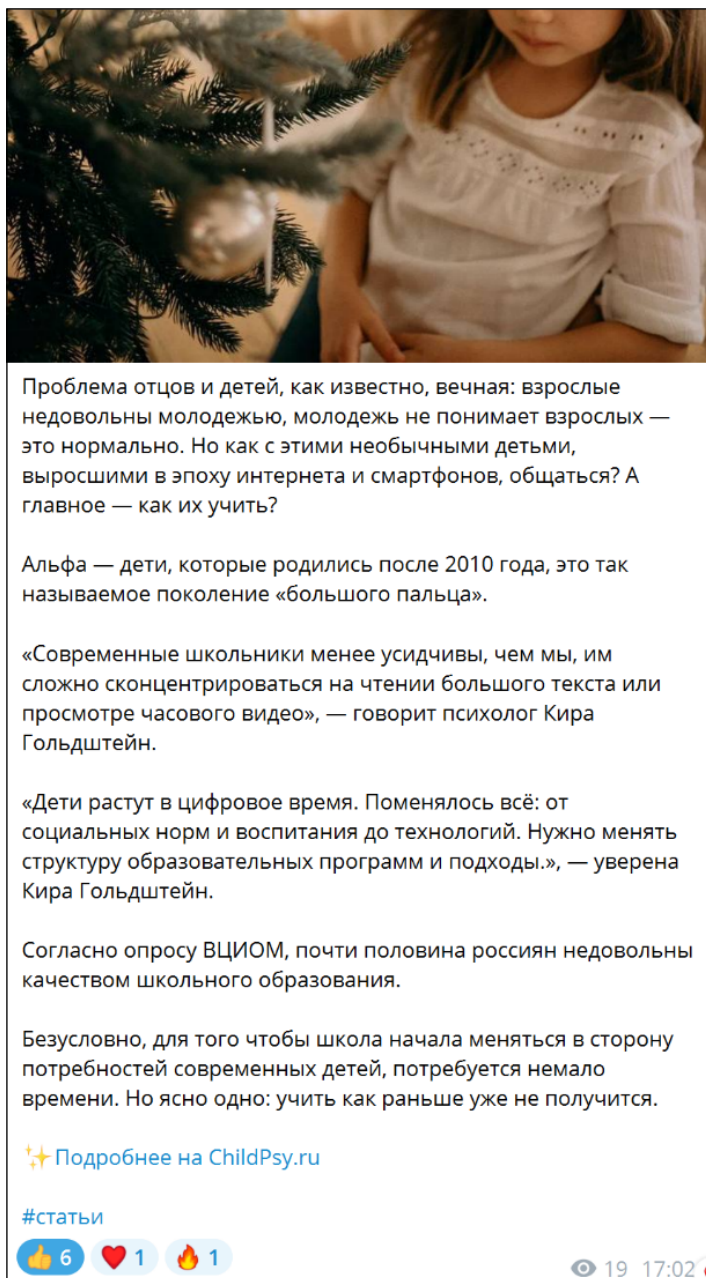 Проблема отцов и детей, как известно, вечная: взрослые
недовольны молодежью, молодежь не понимает взрослых —
это нормально. Но как с этими необычными детьми,
выросшими в эпоху интернета и смартфонов, общаться? А
главное — как их учить?
Альфа — дети, которые родились после 2010 года, это так
называемое поколение «большого пальца».
«Современные школьники менее усидчивы, чем мы, им
сложно сконцентрироваться на чтении большого текста или
просмотре часового видео», — говорит психолог Кира
Гольдштейн.
«Дети растут в цифровое время. Поменялось всё: от
социальных норм и воспитания до технологий. Нужно менять
структуру образовательных программ и подходы.», — уверена
Кира Гольдштейн.
Согласно опросу ВЦИОМ, почти половина россиян недовольны
качеством школьного образования.
Безусловно, для того чтобы школа начала меняться в сторону
потребностей современных детей, потребуется немало
времени. Но ясно одно: учить как раньше уже не получится.
✨Подробнее на ChildPsy.ru
#статьи
👍 6 ❤️ 1 🔥 1 19 17:02